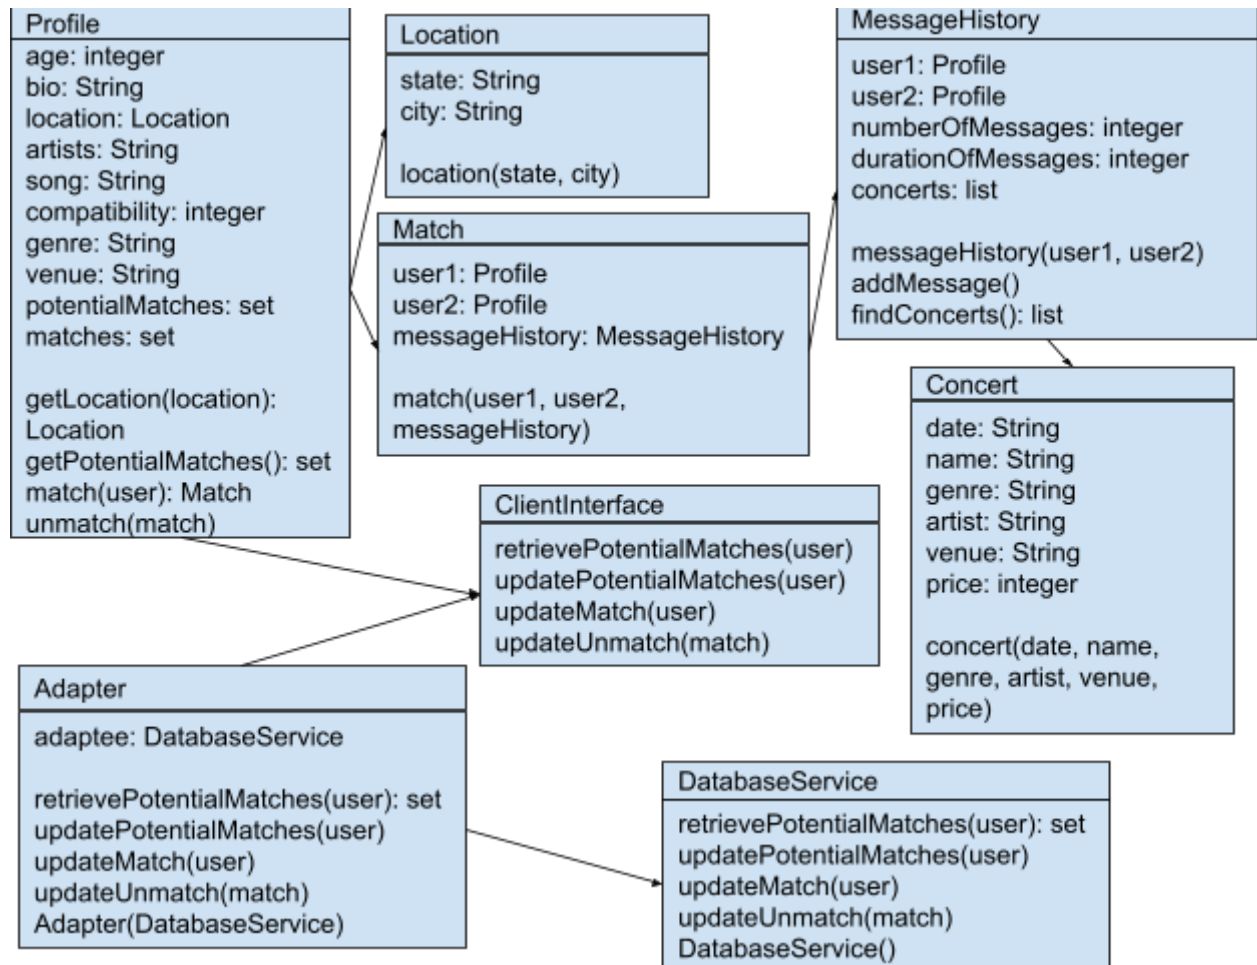 Profile
age: integer
bio: String
location: Location
artists: String
song: String
compatibility: integer
genre: String
venue: String
potentialMatches: set
matches: set
getLocation(location):
Location
getPotentialMatches(): set
match(user): Match
unmatch(match)
Location
state: String
city: String
location(state, city)
Match
user1: Profile
user2: Profile
messageHistory: MessageHistory
match(user1, user2,
messageHistory)
MessageHistory
user1: Profile
user2: Profile
numberOfMessages: integer
durationOfMessages: integer
concerts: list
messageHistory(user1, user2)
addMessage()
findConcerts(): list
Concert
date: String
name: String
genre: String
artist: String
venue: String
price: integer
concert(date, name,
genre, artist, venue,
price)
ClientInterface
retrievePotentialMatches(user)
updatePotentialMatches(user)
updateMatch(user)
updateUnmatch(match)
Adapter
adaptee: DatabaseService
retrievePotentialMatches(user): set
updatePotentialMatches(user)
updateMatch(user)
updateUnmatch(match)
Adapter(DatabaseService)
DatabaseService
retrievePotentialMatches(user): set
updatePotentialMatches(user)
updateMatch(user)
updateUnmatch(match)
DatabaseService()